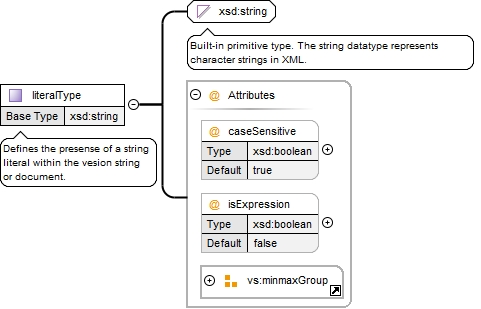 xsd:string
Built-in primitive type. The string datatype represents
character strings in XML.
literalType
Base Type xsd:string
Defines the presense of a string
literal within the vesion string
or document.
@ Attributes
@ caseSensitive
Type xsd:boolean
Default true
@ isExpression
Type xsd:boolean
Default false
vs:minmaxGroup